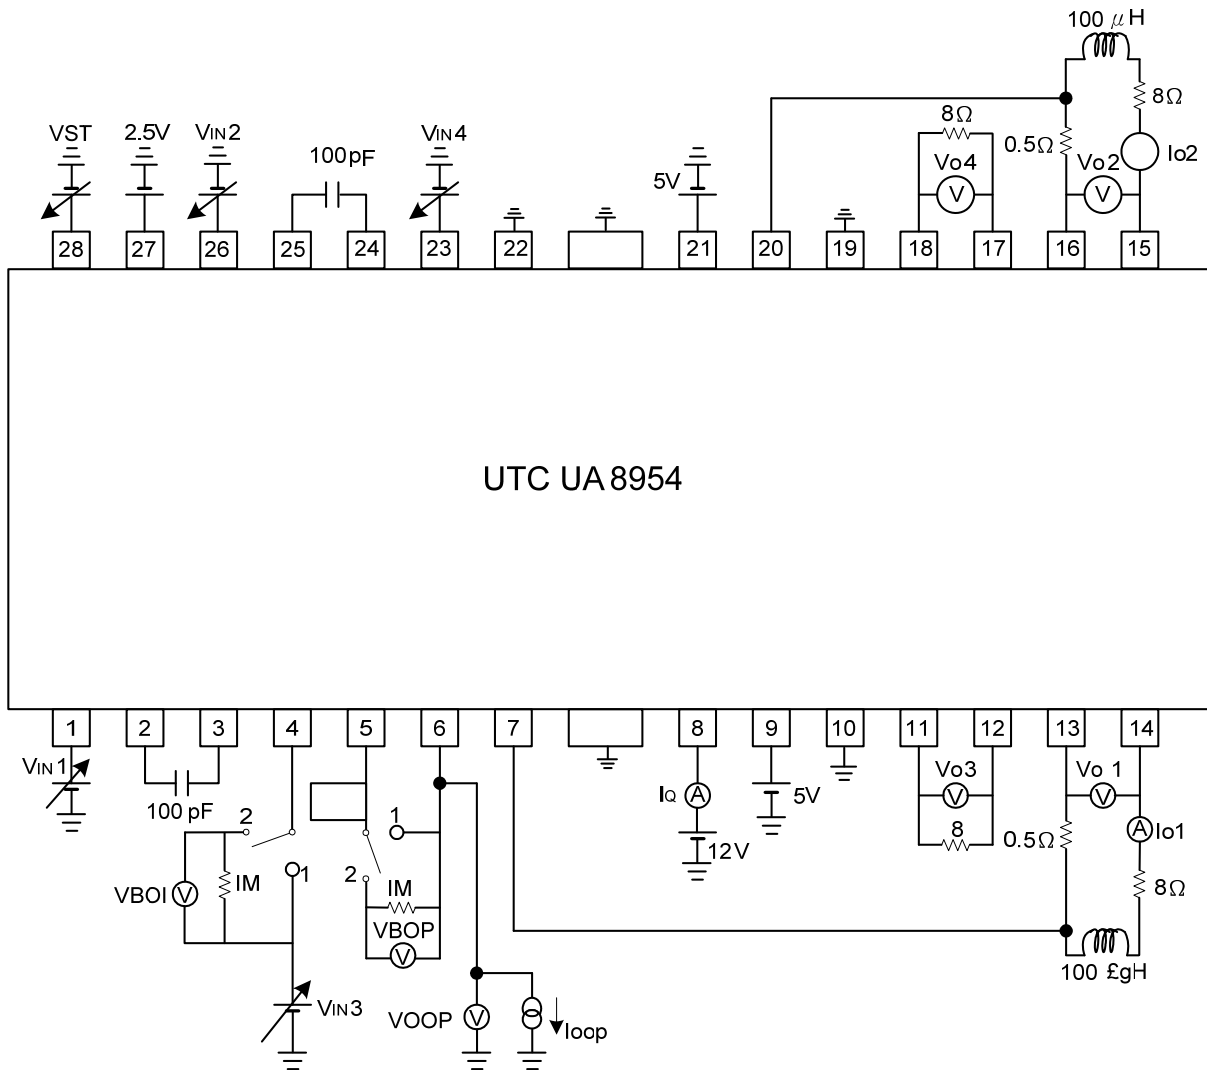 100 μH
8Ω
Io2
0.5Ω
Vo2
V
8Ω
Vo4
V
5V
VIN4
100pF
VIN2
2.5V
VST
28
27
26
25
24
23
22
21
20
19
18
17
16
15
UTC UA 8954
1
2
3
4
5
6
7
8
9
10
11
12
13
14
VIN1
100 pF
2
1
VBOI
V
IM
VIN3
1
2
IM
VBOP
V
VOOP
V
Ioop
IQ
A
12V
5V
Vo3
V
8
Vo 1
V
0.5Ω
A
Io1
8Ω
100 £gH